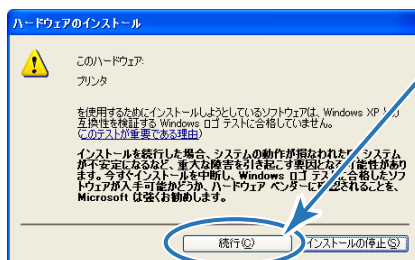 ハードウェアのインストール
このハードウェア:
プリンタ
を使用するためにインストールしようとしているソフトウェアは、Windows XP
互換性を検証する Windows ロゴ テストに合格していません。
(このテストが重要である理由)
インストールを続行した場合、システムの動作が損なわれたり、システム
が不安定になるなど、重大な障害を引き起こす要因となる可能性があり
ます。今すぐインストールを中断し、Windows ロゴ テストに合格したソフ
トウェアが入手可能かどうか、ハードウェア ベンダーに確認されることを、
Microsoft は強くお勧めします。
続行(C)
インストールの停止(S)